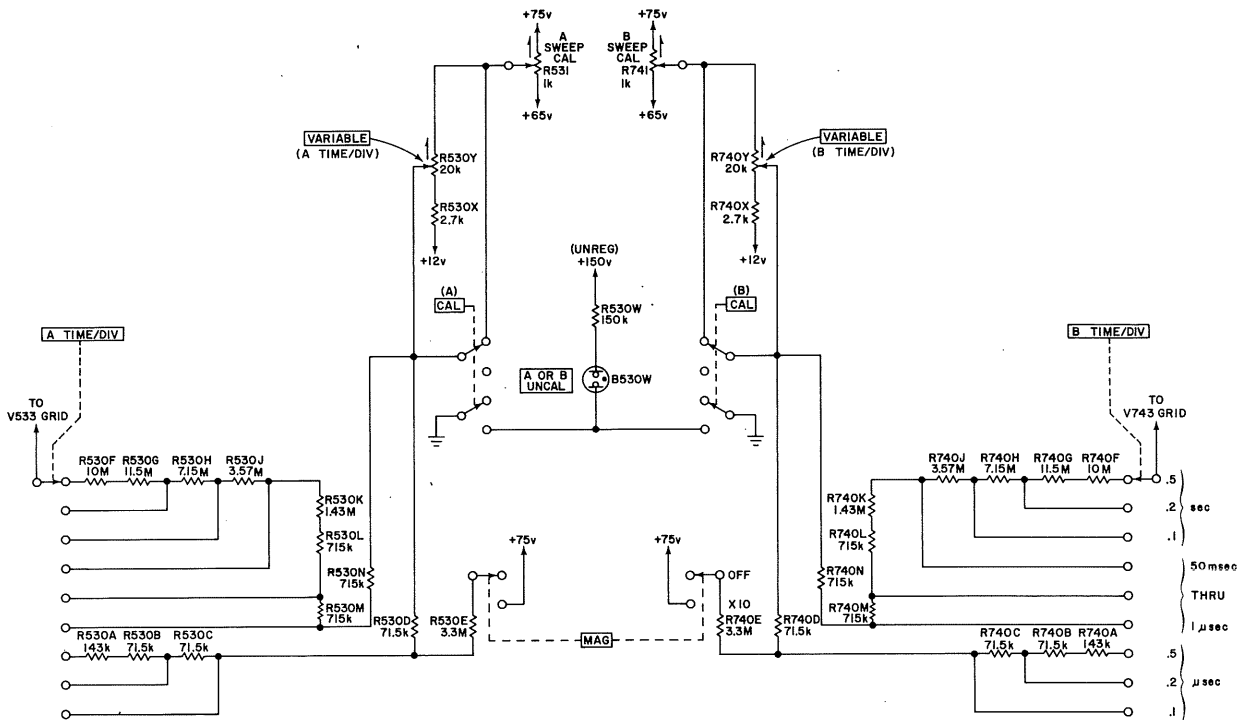 +75v
+75v
A
SWEEP
CAL
R531
1k
B
SWEEP
CAL
R741
1k
+65v
+65v
VARIABLE
(A TIME/DIV)
VARIABLE
(B TIME/DIV)
R530Y
20k
R740Y
20k
R530X
2.7k
R740X
2.7k
+12v
+12v
(UNREG)
+150v
R530W
150k
(A)
CAL
(B)
CAL
A TIME/DIV
B TIME/DIV
A OR B
UNCAL
B530W
TO
V533 GRID
TO
V743 GRID
R530F
10M
R530G
11.5M
R530H
7.15M
R530J
3.57M
R740J
3.57M
R740H
7.15M
R740G
11.5M
R740F
10M
.5
.2
.1
sec
R530K
1.43M
R740K
1.43M
R530L
715k
R740L
715k
+75v
+75v
50msec
THRU
1µsec
R530N
715k
R740N
715k
OFF
X10
R530M
715k
R740M
715k
R530D
71.5k
R530E
3.3M
MAG
R740E
3.3M
R740D
71.5k
R530A
143k
R530B
71.5k
R530C
71.5k
R740C
71.5k
R740B
71.5k
R740A
143k
.5
.2
.1
µsec